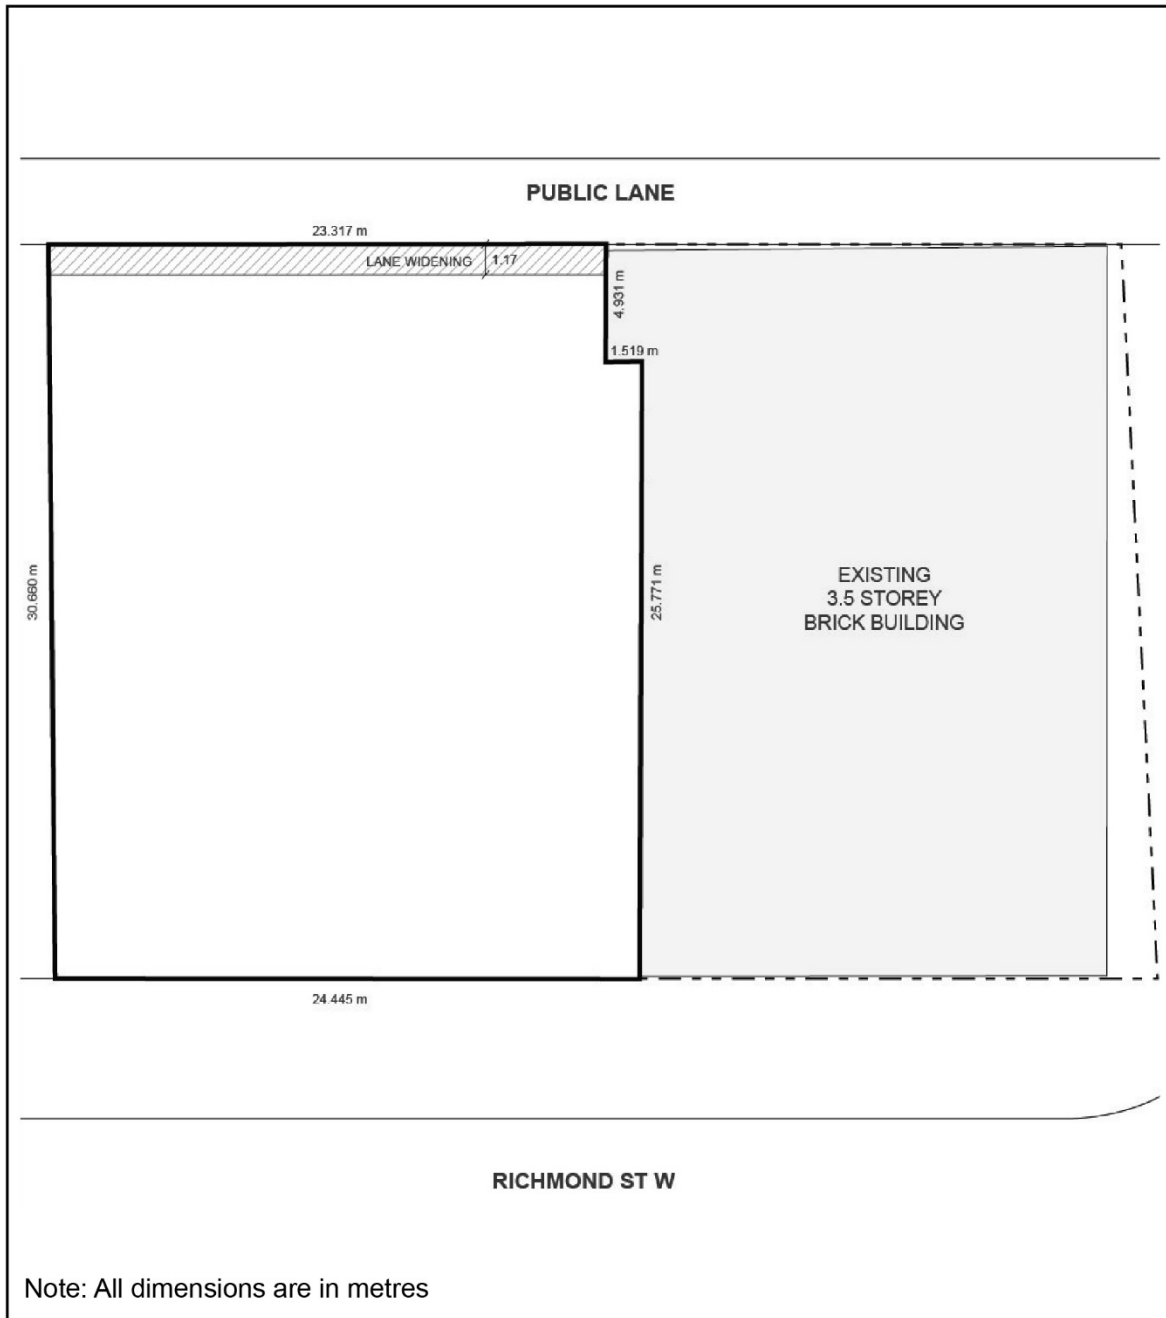 PUBLIC LANE
23.317 m
LANE WIDENING
1.17
4.931 m
1.519 m
30.660 m
25.771 m
EXISTING
3.5 STOREY
BRICK BUILDING
24.445 m
RICHMOND ST W
Note: All dimensions are in metres